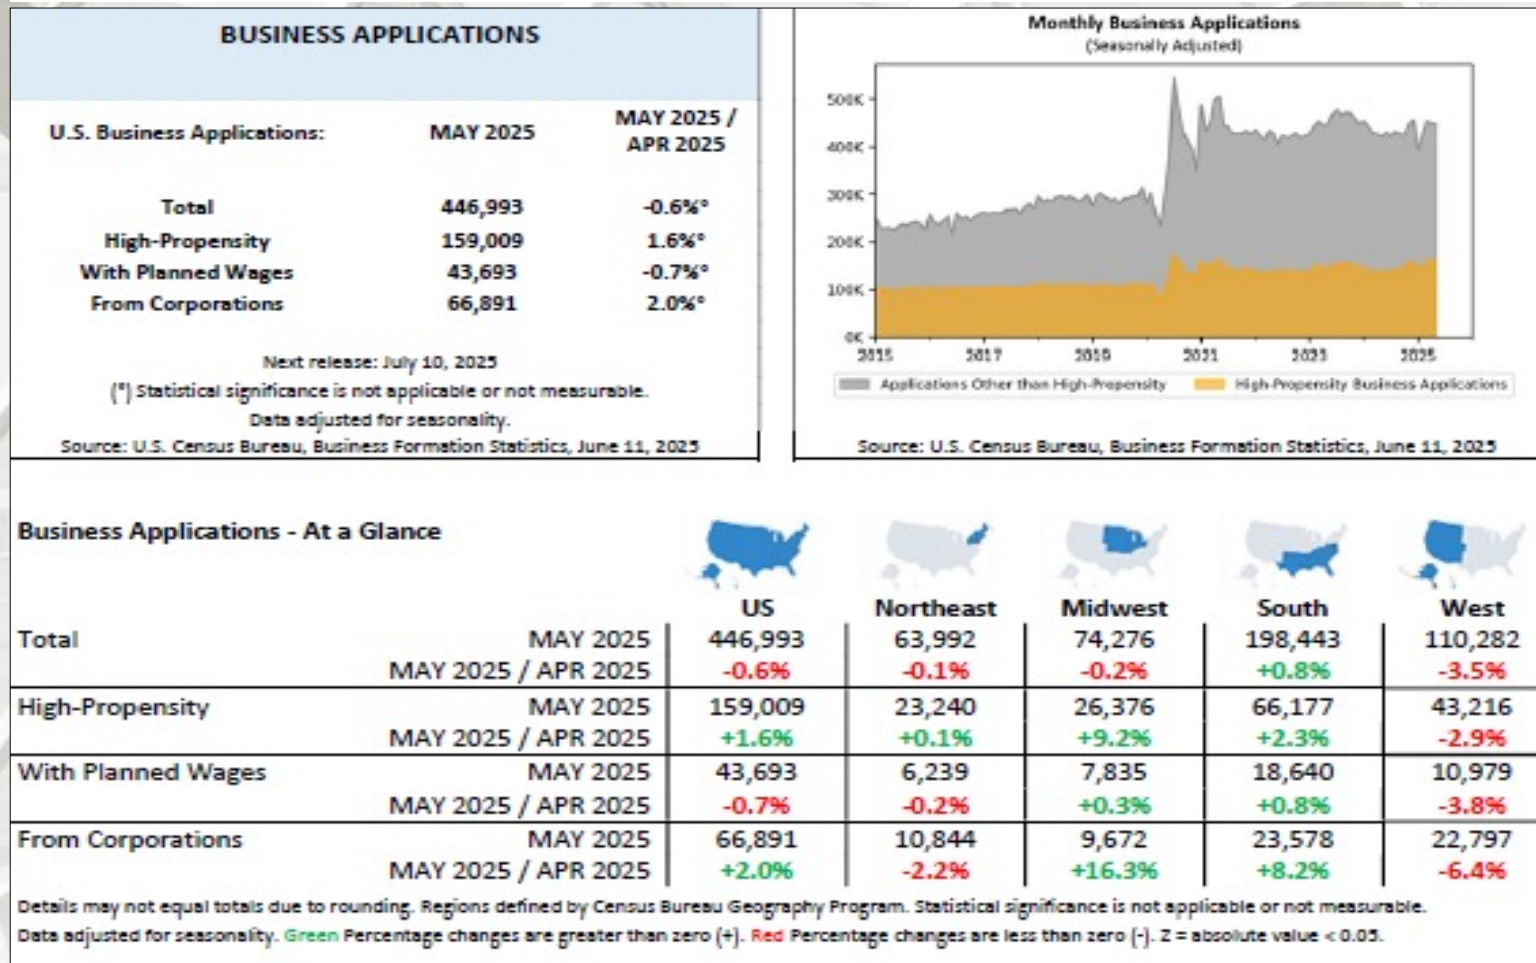 BUSINESS APPLICATIONS
U.S. Business Applications: MAY 2025 MAY 2025 / APR 2025
Total 446,993 -0.6%°
High-Propensity 159,009 1.6%°
With Planned Wages 43,693 -0.7%°
From Corporations 66,891 2.0%°
Next release: July 10, 2025
(°) Statistical significance is not applicable or not measurable.
Data adjusted for seasonality.
Source: U.S. Census Bureau, Business Formation Statistics, June 11, 2025
Monthly Business Applications
(Seasonally Adjusted)
500K
400K
300K
200K
100K
0K
2015 2017 2019 2021 2023 2025
Applications Other than High-Propensity High-Propensity Business Applications
Source: U.S. Census Bureau, Business Formation Statistics, June 11, 2025
Business Applications - At a Glance
US Northeast Midwest South West
Total MAY 2025 446,993 63,992 74,276 198,443 110,282
MAY 2025 / APR 2025 -0.6% -0.1% -0.2% +0.8% -3.5%
High-Propensity MAY 2025 159,009 23,240 26,376 66,177 43,216
MAY 2025 / APR 2025 +1.6% +0.1% +9.2% +2.3% -2.9%
With Planned Wages MAY 2025 43,693 6,239 7,835 18,640 10,979
MAY 2025 / APR 2025 -0.7% -0.2% +0.3% +0.8% -3.8%
From Corporations MAY 2025 66,891 10,844 9,672 23,578 22,797
MAY 2025 / APR 2025 +2.0% -2.2% +16.3% +8.2% -6.4%
Details may not equal totals due to rounding. Regions defined by Census Bureau Geography Program. Statistical significance is not applicable or not measurable.
Data adjusted for seasonality. Green Percentage changes are greater than zero (+). Red Percentage changes are less than zero (-). Z = absolute value < 0.05.